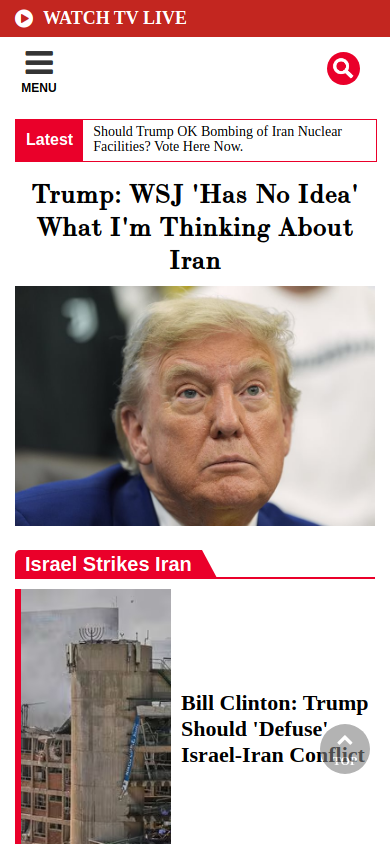 WATCH TV LIVE
MENU
Latest
Should Trump OK Bombing of Iran Nuclear
Facilities? Vote Here Now.
Trump: WSJ 'Has No Idea'
What I'm Thinking About
Iran
Israel Strikes Iran
Bill Clinton: Trump
Should 'Defuse'
Israel-Iran Conflict
TOP